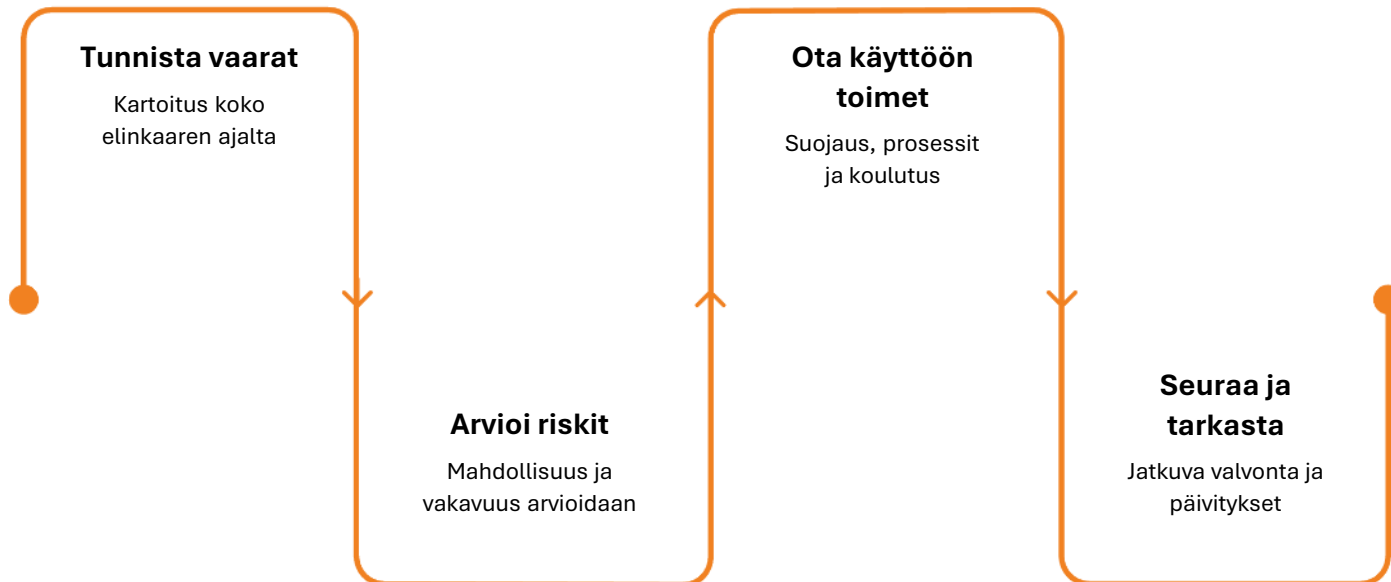 Tunnista vaarat
Kartoitus koko
elinkaaren ajalta
Arvioi riskit
Mahdollisuus ja
vakavuus arvioidaan
Ota käyttöön
toimet
Suojaus, prosessit
ja koulutus
Seuraa ja
tarkasta
Jatkuva valvonta ja
päivitykset